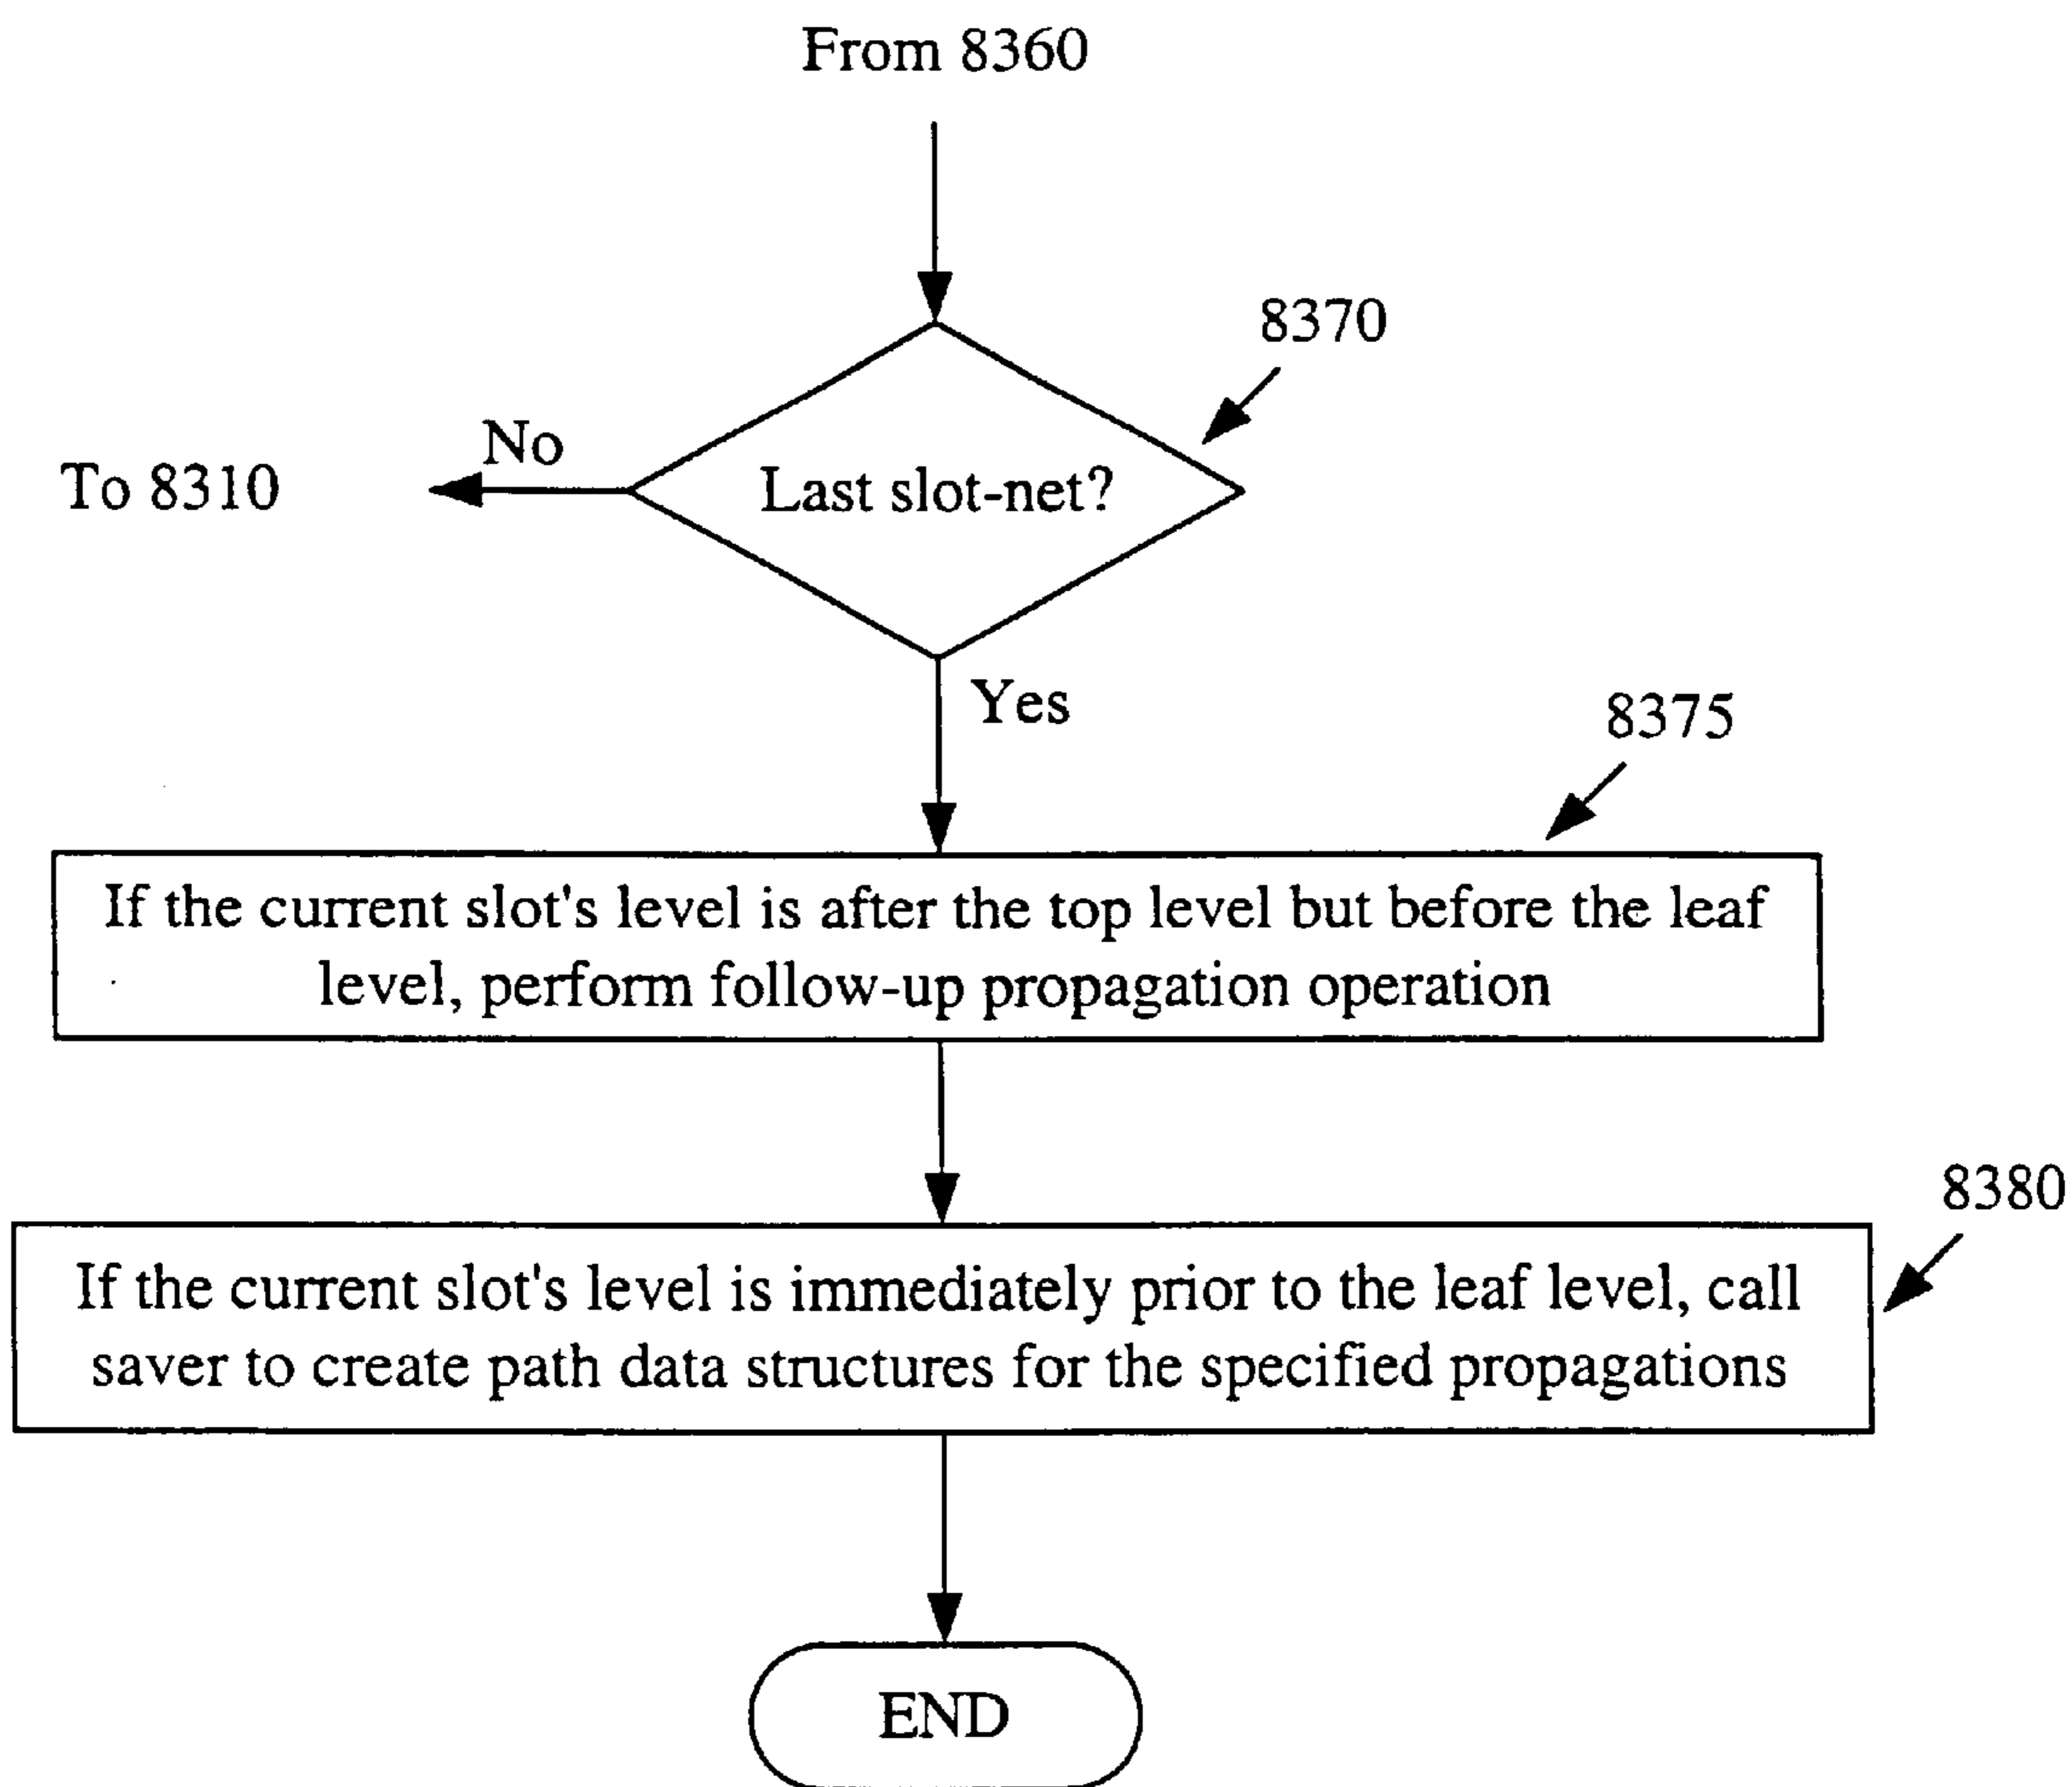 From 8360
8370
No
To 8310
Last slot-net?
Yes
8375
If the current slot's level is after the top level but before the leaf
level, perform follow-up propagation operation
8380
If the current slot's level is immediately prior to the leaf level, call
saver to create path data structures for the specified propagations
END